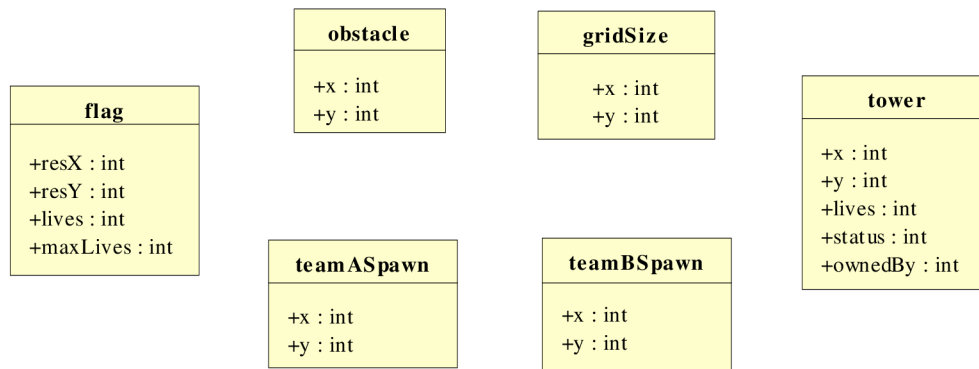 obstacle
+x : int
+y : int
gridSize
+x : int
+y : int
flag
+resX : int
+resY : int
+lives : int
+maxLives : int
tower
+x : int
+y : int
+lives : int
+status : int
+ownedBy : int
teamASpawn
+x : int
+y : int
teamBSpawn
+x : int
+y : int